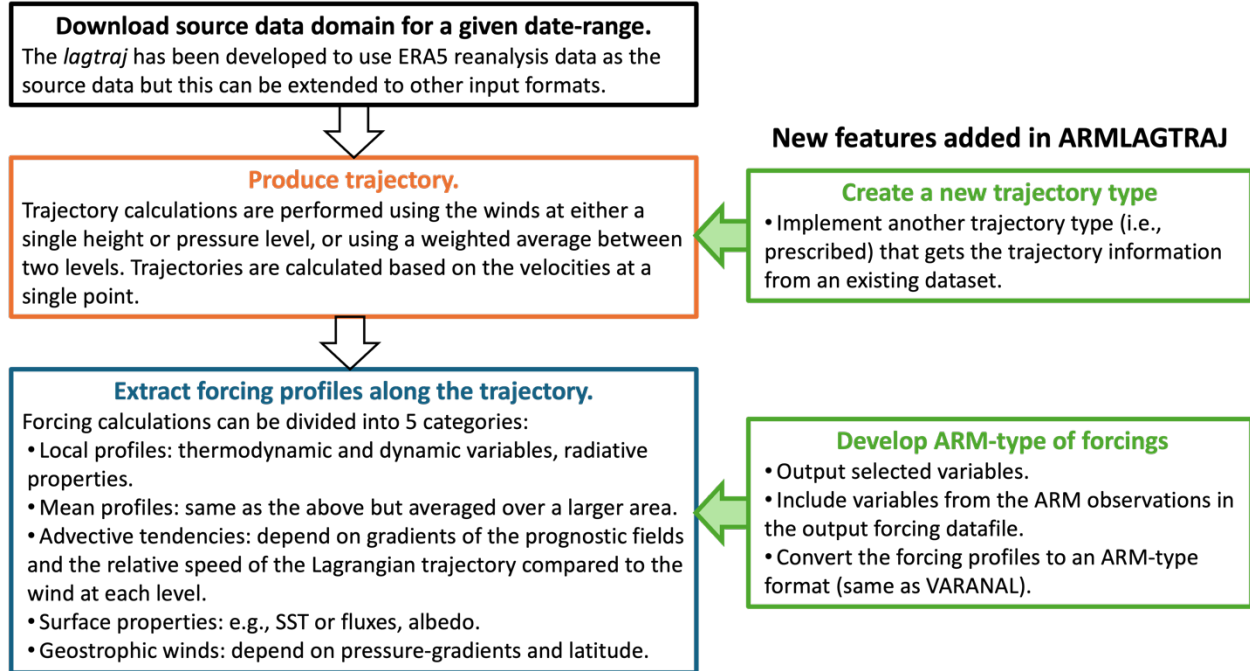 Download source data domain for a given date-range.
The lagtraj has been developed to use ERA5 reanalysis data as the
source data but this can be extended to other input formats.
New features added in ARMLAGTRAJ
Produce trajectory.
Trajectory calculations are performed using the winds at either a
single height or pressure level, or using a weighted average between
two levels. Trajectories are calculated based on the velocities at a
single point.
Create a new trajectory type
• Implement another trajectory type (i.e.,
prescribed) that gets the trajectory information
from an existing dataset.
Extract forcing profiles along the trajectory.
Forcing calculations can be divided into 5 categories:
• Local profiles: thermodynamic and dynamic variables, radiative
properties.
• Mean profiles: same as the above but averaged over a larger area.
• Advective tendencies: depend on gradients of the prognostic fields
and the relative speed of the Lagrangian trajectory compared to the
wind at each level.
• Surface properties: e.g., SST or fluxes, albedo.
• Geostrophic winds: depend on pressure-gradients and latitude.
Develop ARM-type of forcings
• Output selected variables.
• Include variables from the ARM observations in
the output forcing datafile.
• Convert the forcing profiles to an ARM-type
format (same as VARANAL).